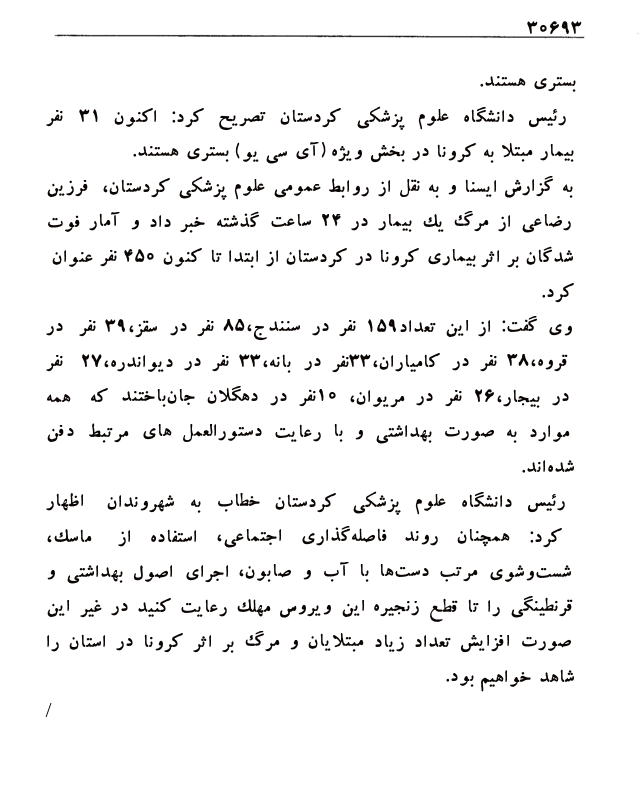 ۳۰۶۹۳
بستری هستند.
رئیس دانشگاه علوم پزشکی کردستان تصریح کرد: اکنون ۳۱ نفر
بیمار مبتلا به کرونا در بخش ویژه (آی سی یو) بستری هستند.
به گزارش ایسنا و به نقل از روابط عمومی علوم پزشکی کردستان، فرزین
رضاعی از مرگ یك بیمار در ۲۴ ساعت گذشته خبر داد و آمار فوت
شدگان بر اثر بیماری کرونا در کردستان از ابتدا تا کنون ۴۵۰ نفر عنوان
کرد.
وی گفت: از این تعداد۱۵۹ نفر در سنندج،۸۵ نفر در سقز،۳۹ نفر در
قروه،۳۸ نفر در کامیاران،۳۳نفر در بانه،۳۳ نفر در دیواندره،۲۷ نفر
در بیجار،۲۶ نفر در مریوان، ۱۰نفر در دهگلان جان‌باختند که همه
موارد به صورت بهداشتی و با رعایت دستورالعمل های مرتبط دفن
شده‌اند.
رئیس دانشگاه علوم پزشکی کردستان خطاب به شهروندان اظهار
کرد: همچنان روند فاصله‌گذاری اجتماعی، استفاده از ماسك،
شست‌وشوی مرتب دست‌ها با آب و صابون، اجرای اصول بهداشتی و
قرنطینگی را تا قطع زنجیره این ویروس مهلك رعایت کنید در غیر این
صورت افزایش تعداد زیاد مبتلایان و مرگ بر اثر کرونا در استان را
شاهد خواهیم بود.
/